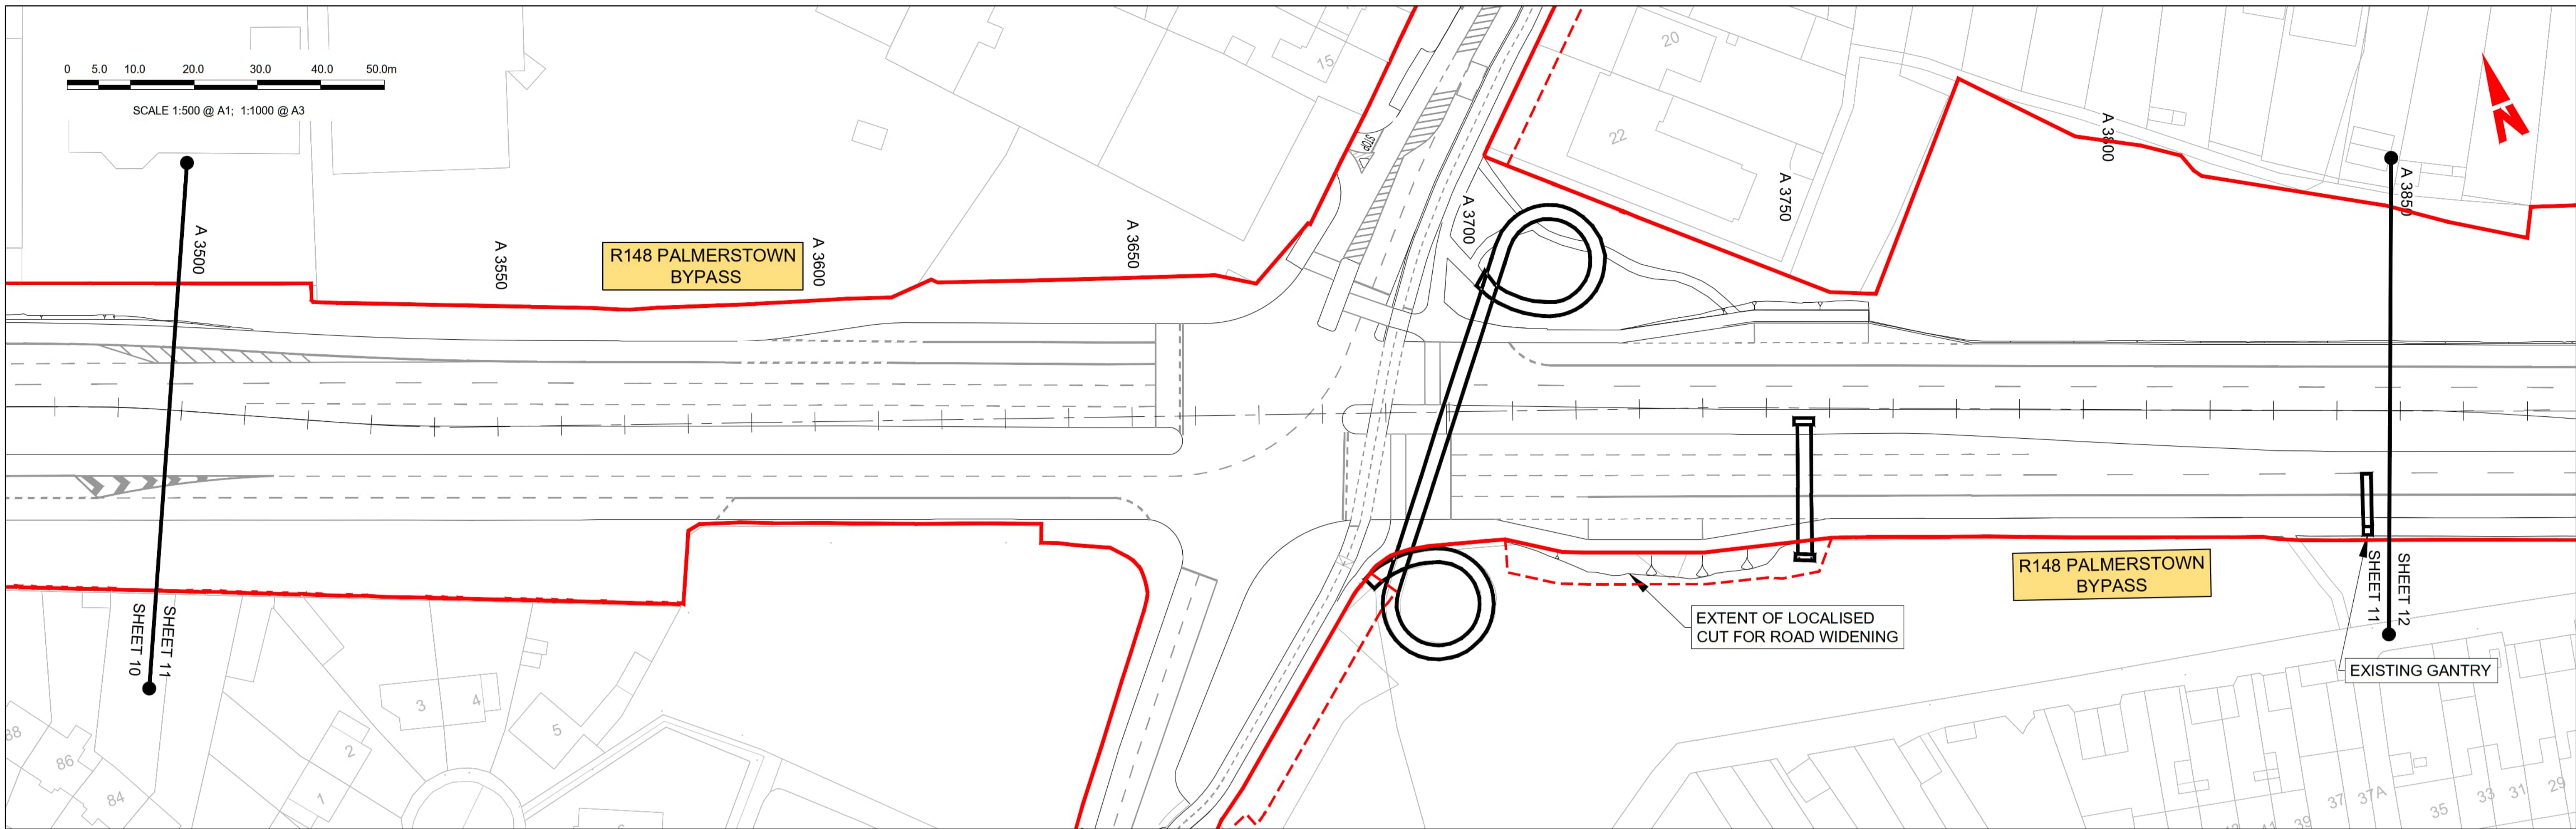 0 5.0 10.0 20.0 30.0 40.0 50.0m
SCALE 1:500 @ A1; 1:1000 @ A3
A 3500
A 3550
R148 PALMERSTOWN
BYPASS
A 3600
A 3650
15
STOP
A 3700
20
22
A 3750
A 3800
A 3850
N
SHEET 10
SHEET 11
88
86
84
1
2
3
4
5
EXTENT OF LOCALISED
CUT FOR ROAD WIDENING
R148 PALMERSTOWN
BYPASS
SHEET 11
SHEET 12
EXISTING GANTRY
39
37
37A
35
33
31
29